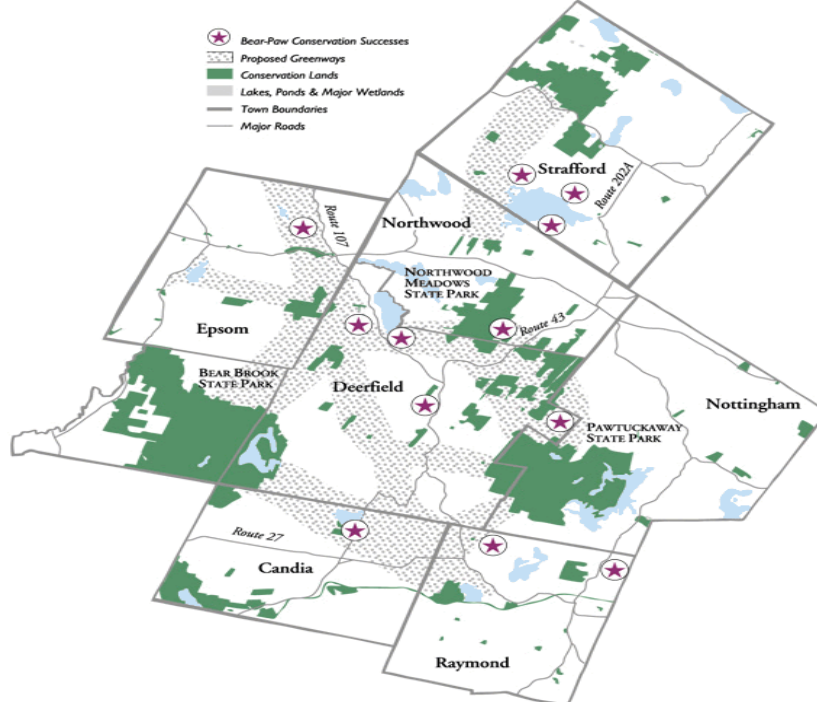 Bear-Paw Conservation Successes
Proposed Greenways
Conservation Lands
Lakes, Ponds & Major Wetlands
Town Boundaries
Major Roads
Strafford
Route 202A
Northwood
Route 107
NORTHWOOD
MEADOWS
STATE PARK
Epsom
Route 43
BEAR BROOK
STATE PARK
Deerfield
Nottingham
PAWTUCKAWAY
STATE PARK
Route 27
Candia
Raymond